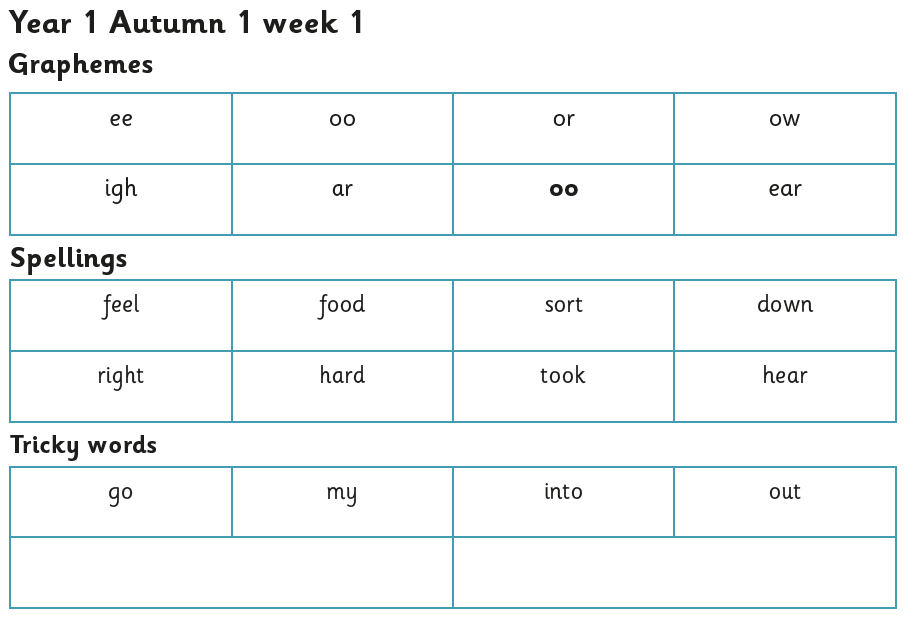 Year 1 Autumn 1 week 1
Graphemes
ee oo or ow
igh ar oo ear
Spellings
feel food sort down
right hard took hear
Tricky words
go my into out